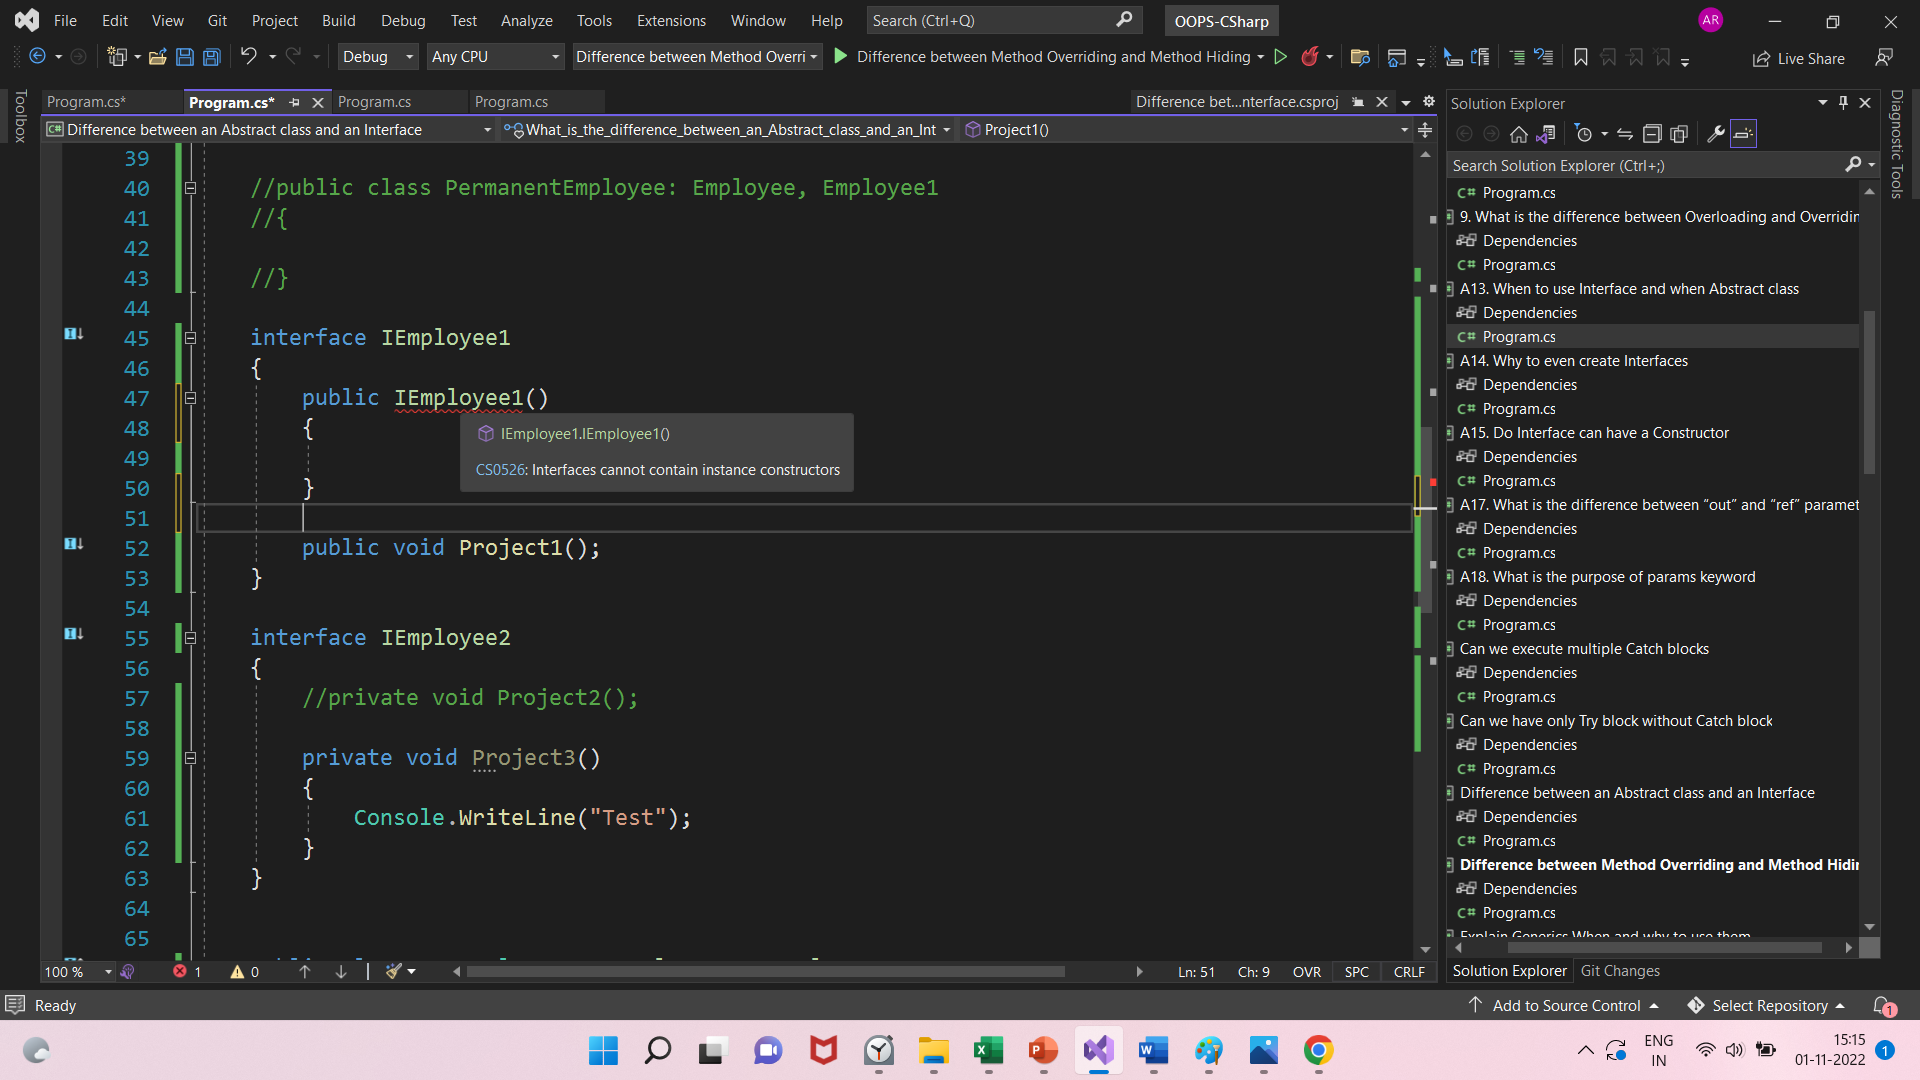 File Edit View Git Project Build Debug Test Analyze Tools Extensions Window Help Search (Ctrl+Q) OOPS-CSharp AR
Debug Any CPU Difference between Method Overri Difference between Method Overriding and Method Hiding Live Share
Toolbox
Program.cs* Program.cs* Program.cs Program.cs Difference bet...nterface.csproj
C# Difference between an Abstract class and an Interface What_is_the_difference_between_an_Abstract_class_and_an_Int Project1()
39
40 //public class PermanentEmployee: Employee, Employee1
41 //{
42
43 //}
44
45 interface IEmployee1
46 {
47 public IEmployee1()
48 {
49
50 }
51
52 public void Project1();
53 }
54
55 interface IEmployee2
56 {
57 //private void Project2();
58
59 private void Project3()
60 {
61 Console.WriteLine("Test");
62 }
63 }
64
65
IEmployee1.IEmployee1()
CS0526: Interfaces cannot contain instance constructors
100 % 1 0 Ln: 51 Ch: 9 OVR SPC CRLF
Solution Explorer
Search Solution Explorer (Ctrl+;)
C# Program.cs
9. What is the difference between Overloading and Overridin
Dependencies
C# Program.cs
A13. When to use Interface and when Abstract class
Dependencies
C# Program.cs
A14. Why to even create Interfaces
Dependencies
C# Program.cs
A15. Do Interface can have a Constructor
Dependencies
C# Program.cs
A17. What is the difference between “out” and “ref” paramet
Dependencies
C# Program.cs
A18. What is the purpose of params keyword
Dependencies
C# Program.cs
Can we execute multiple Catch blocks
Dependencies
C# Program.cs
Can we have only Try block without Catch block
Dependencies
C# Program.cs
Difference between an Abstract class and an Interface
Dependencies
C# Program.cs
Difference between Method Overriding and Method Hidin
Dependencies
C# Program.cs
Explain Generics When and why to use them
Solution Explorer Git Changes
Diagnostic Tools
Ready Add to Source Control Select Repository 1
ENG
IN
15:15
01-11-2022
1